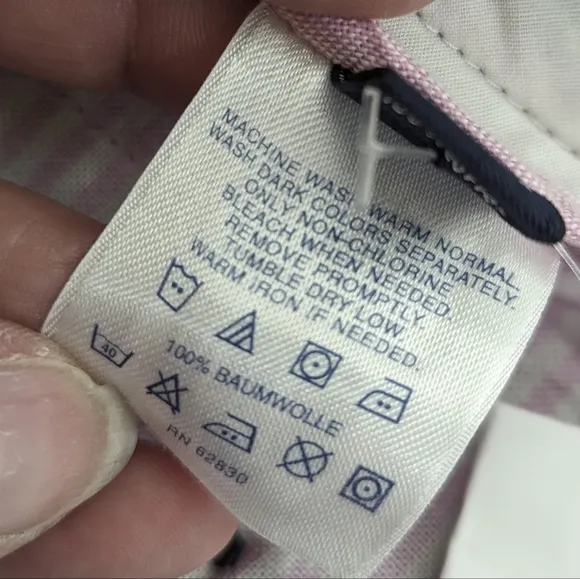 MACHINE WASH WARM NORMAL,
WASH DARK COLORS SEPARATELY.
ONLY NON-CHLORINE
BLEACH WHEN NEEDED.
REMOVE PROMPTLY.
TUMBLE DRY LOW,
WARM IRON IF NEEDED.
100% BAUMWOLLE
40
RN 62830